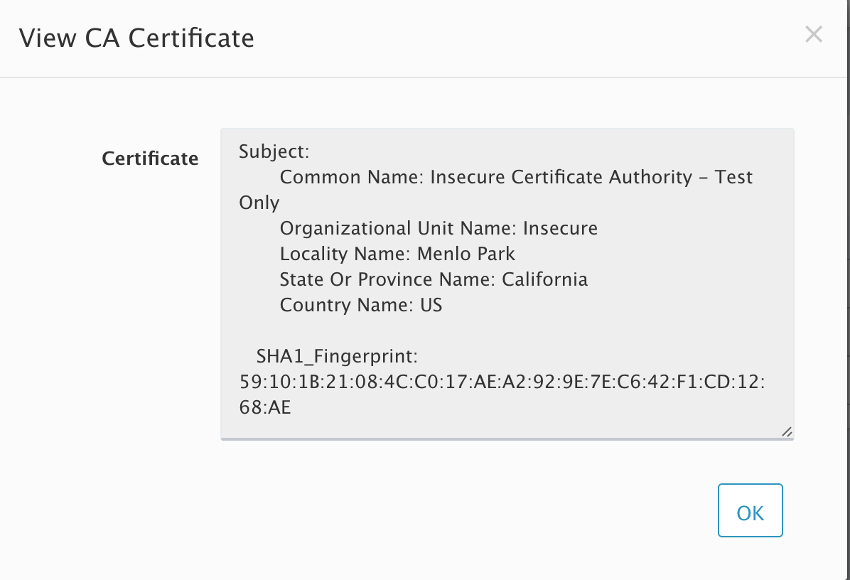 View CA Certificate
×
Certificate
Subject:
Common Name: Insecure Certificate Authority – Test
Only
Organizational Unit Name: Insecure
Locality Name: Menlo Park
State Or Province Name: California
Country Name: US
SHA1_Fingerprint:
59:10:1B:21:08:4C:C0:17:AE:A2:92:9E:7E:C6:42:F1:CD:12:
68:AE
OK